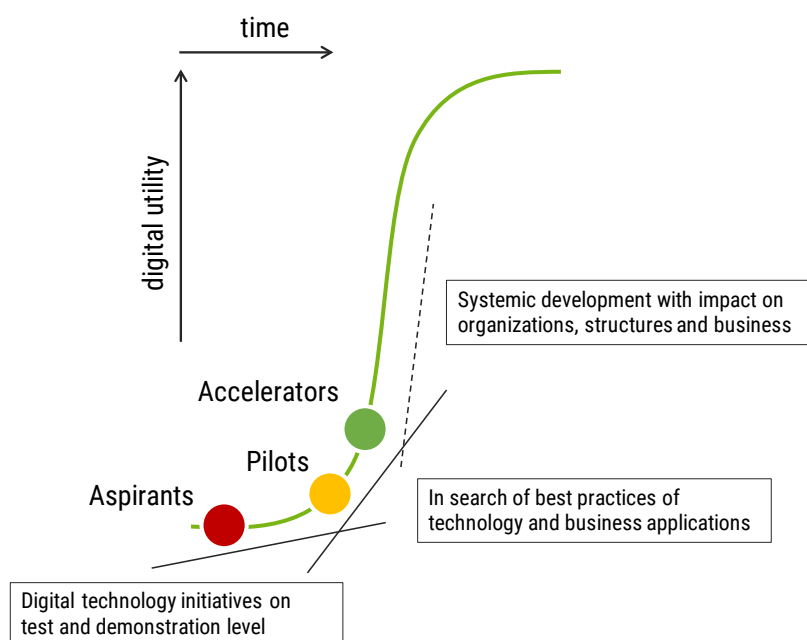 time
digital utility
Systemic development with impact on
organizations, structures and business
Accelerators
Pilots
Aspirants
In search of best practices of
technology and business applications
Digital technology initiatives on
test and demonstration level